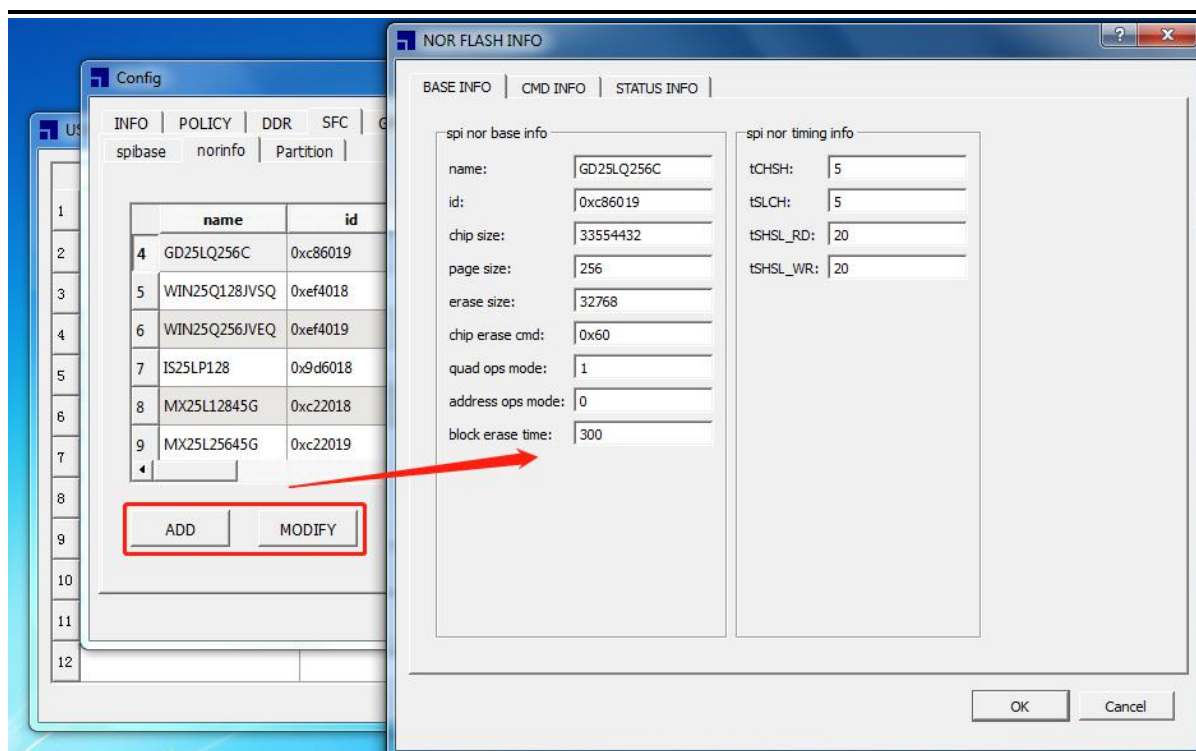 NOR FLASH INFO
Config
US
INFO POLICY DDR SFC G
spibase norinfo Partition
name id
4 GD25LQ256C 0xc86019
5 WIN25Q128JVSQ 0xef4018
6 WIN25Q256JVEQ 0xef4019
7 IS25LP128 0x9d6018
8 MX25L12845G 0xc22018
9 MX25L25645G 0xc22019
ADD MODIFY
1
2
3
4
5
6
7
8
9
10
11
12
BASE INFO CMD INFO STATUS INFO
spi nor base info
name: GD25LQ256C
id: 0xc86019
chip size: 33554432
page size: 256
erase size: 32768
chip erase cmd: 0x60
quad ops mode: 1
address ops mode: 0
block erase time: 300
spi nor timing info
tCHSH: 5
tSLCH: 5
tSHSL_RD: 20
tSHSL_WR: 20
OK Cancel